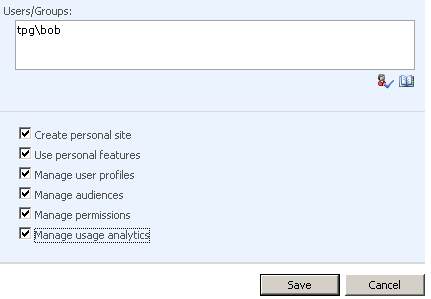 Users/Groups:
tpg\bob
Create personal site
Use personal features
Manage user profiles
Manage audiences
Manage permissions
Manage usage analytics
Save Cancel